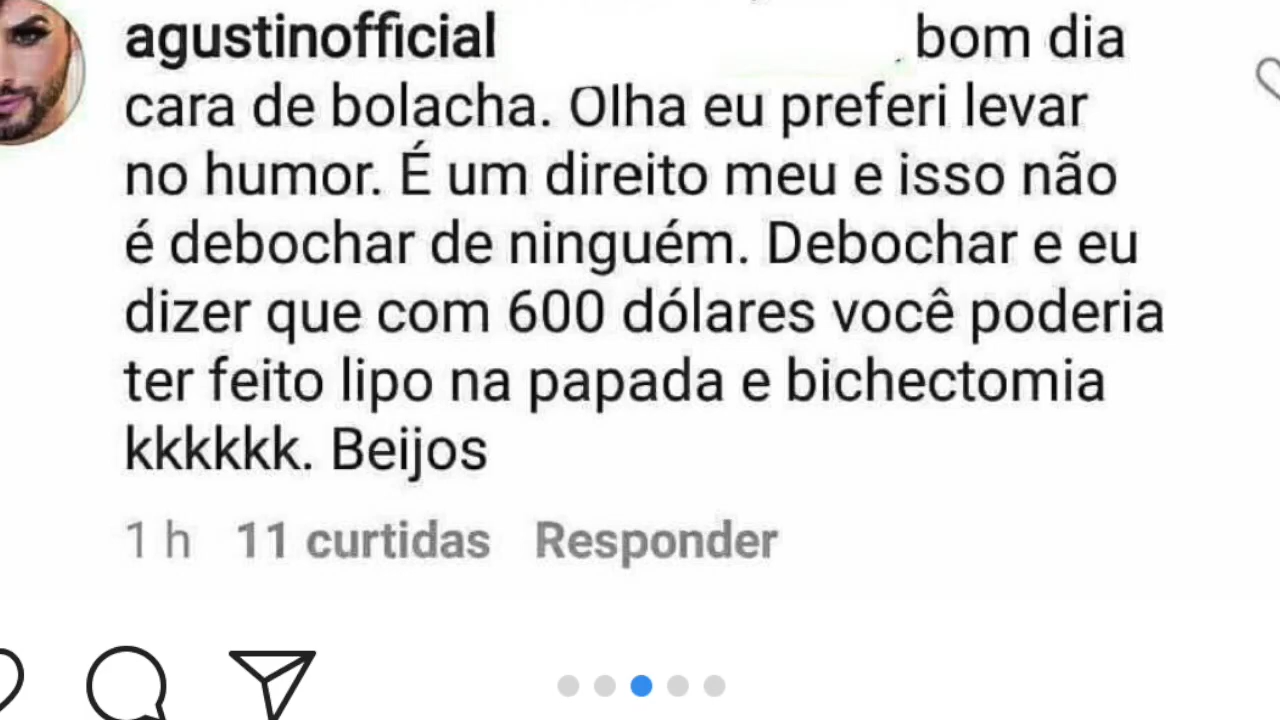 agustinofficial bom dia
cara de bolacha. Olha eu preferi levar
no humor. É um direito meu e isso não
é debochar de ninguém. Debochar e eu
dizer que com 600 dólares você poderia
ter feito lipo na papada e bichectomia
kkkkkk. Beijos
1 h 11 curtidas Responder